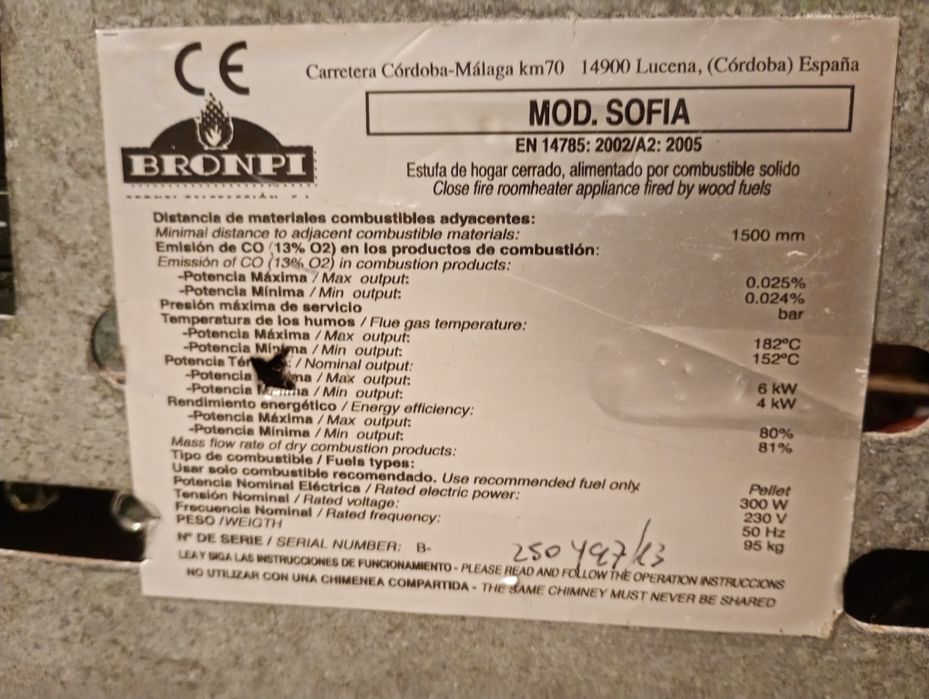 CE
Carretera Córdoba-Málaga km70 14900 Lucena, (Córdoba) España
BRONPI
MOD. SOFIA
EN 14785: 2002/A2: 2005
Estufa de hogar cerrado, alimentado por combustible solido
Close fire roomheater appliance fired by wood fuels
Distancia de materiales combustibles adyacentes:
Minimal distance to adjacent combustible materials: 1500 mm
Emisión de CO (13% O2) en los productos de combustión:
Emission of CO (13% O2) in combustion products:
-Potencia Máxima / Max output: 0.025%
-Potencia Mínima / Min output: 0.024%
Presión máxima de servicio bar
Temperatura de los humos / Flue gas temperature:
-Potencia Máxima / Max output: 182ºC
-Potencia Mínima / Min output: 152ºC
Potencia / Nominal output:
-Potencia / Max output: 6 kW
-Potencia / Min output: 4 kW
Rendimiento energético / Energy efficiency:
-Potencia Máxima / Max output: 80%
-Potencia Mínima / Min output: 81%
Mass flow rate of dry combustion products:
Tipo de combustible / Fuels types: Pellet
Usar solo combustible recomendado. Use recommended fuel only
Potencia Nominal Eléctrica / Rated electric power: 300 W
Tensión Nominal / Rated voltage: 230 V
Frecuencia Nominal / Rated frequency: 50 Hz
PESO /WEIGTH 95 kg
Nº DE SERIE / SERIAL NUMBER: B-
LEA Y SIGA LAS INSTRUCCIONES DE FUNCIONAMIENTO - PLEASE READ AND FOLLOW THE OPERATION INSTRUCCIONS
NO UTILIZAR CON UNA CHIMENEA COMPARTIDA - THE SAME CHIMNEY MUST NEVER BE SHARED